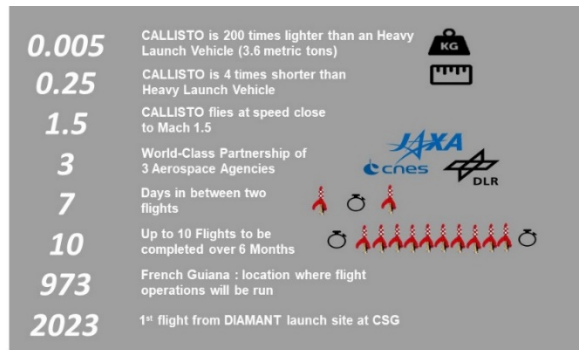 0.005
CALLISTO is 200 times lighter than an Heavy
Launch Vehicle (3.6 metric tons)
KG
0.25
CALLISTO is 4 times shorter than
Heavy Launch Vehicle
1.5
CALLISTO flies at speed close
to Mach 1.5
3
World-Class Partnership of
3 Aerospace Agencies
JAXA
cnes
DLR
7
Days in between two
flights
10
Up to 10 Flights to be
completed over 6 Months
973
French Guiana : location where flight
operations will be run
2023
1st flight from DIAMANT launch site at CSG